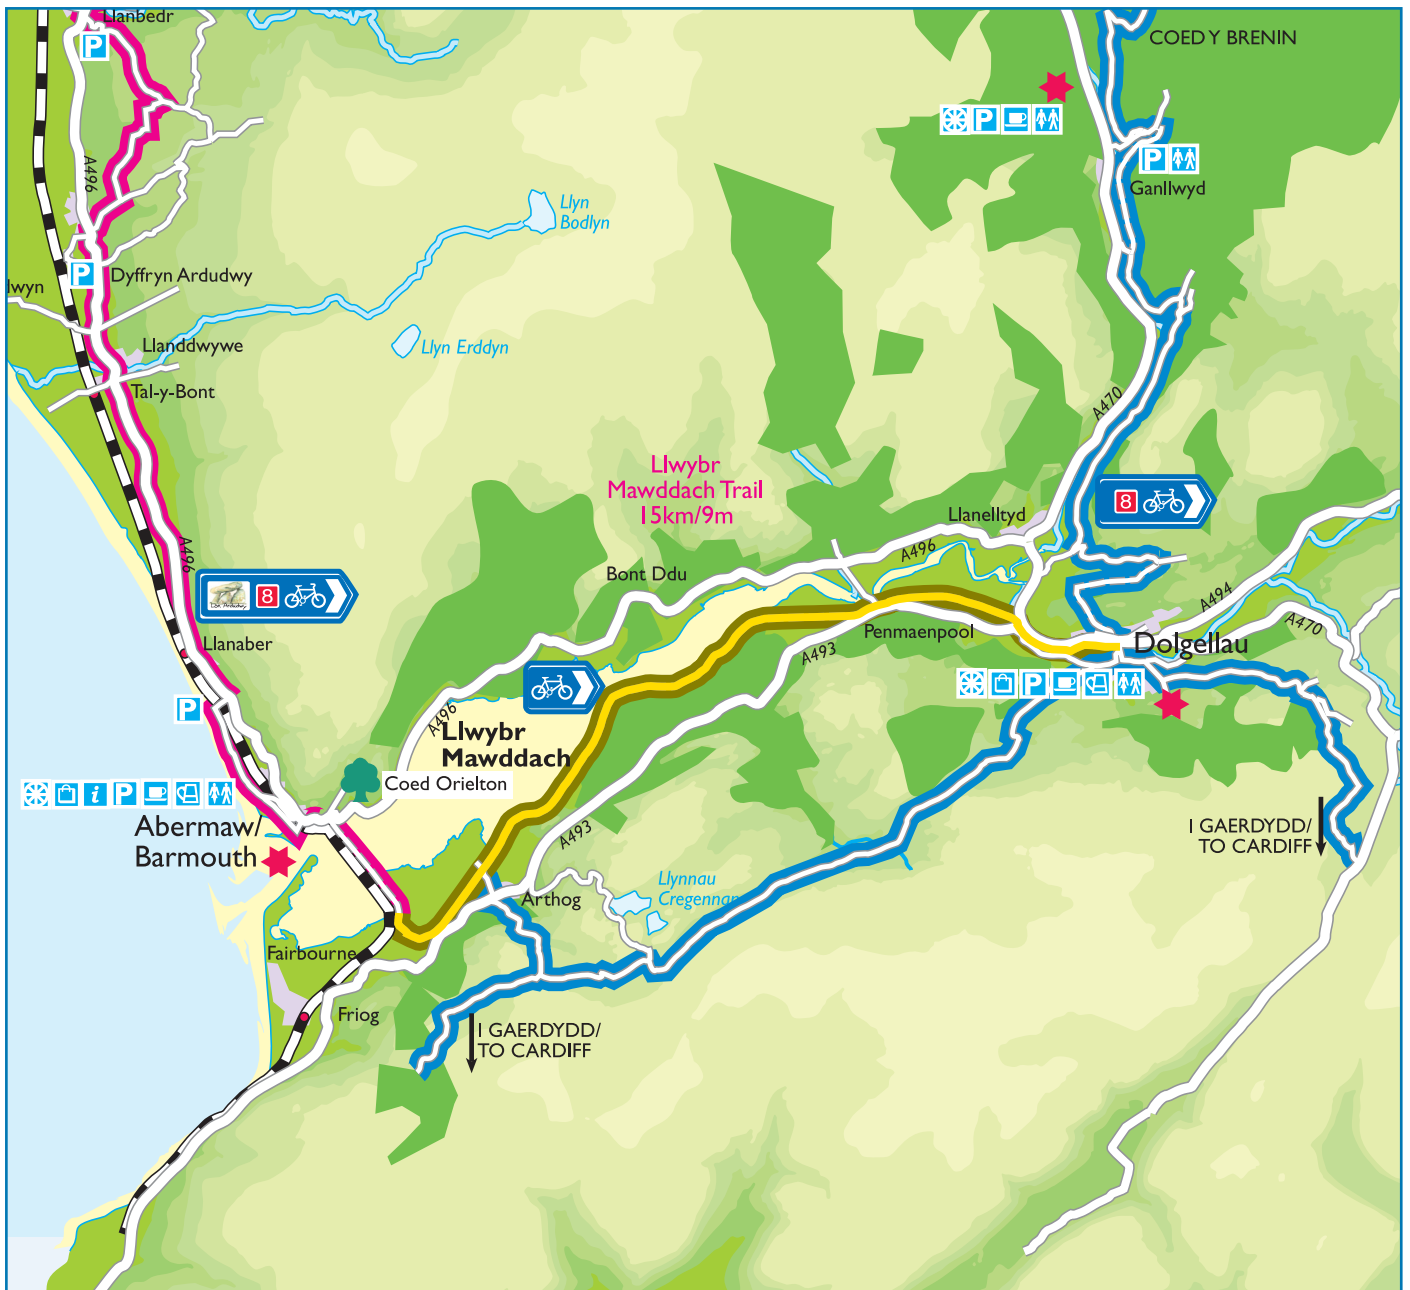 Llanbedr
P
COED Y BRENIN
P
A496
P
Ganllwyd
Llyn
Bodlyn
P
Dyffryn Ardudwy
lwyn
Llanddwywe
Llyn Erddyn
Tal-y-Bont
A470
Llwybr
Mawddach Trail
15km/9m
8
Llanelltyd
A496
A496
Bont Ddu
8
A494
A470
Penmaenpool
Dolgellau
Llanaber
A493
P
P
A496
Llwybr
Mawddach
Coed Orielton
i
P
Abermaw/
Barmouth
A493
I GAERDYDD/
TO CARDIFF
Llynnau
Cregennan
Arthog
Fairbourne
Friog
I GAERDYDD/
TO CARDIFF